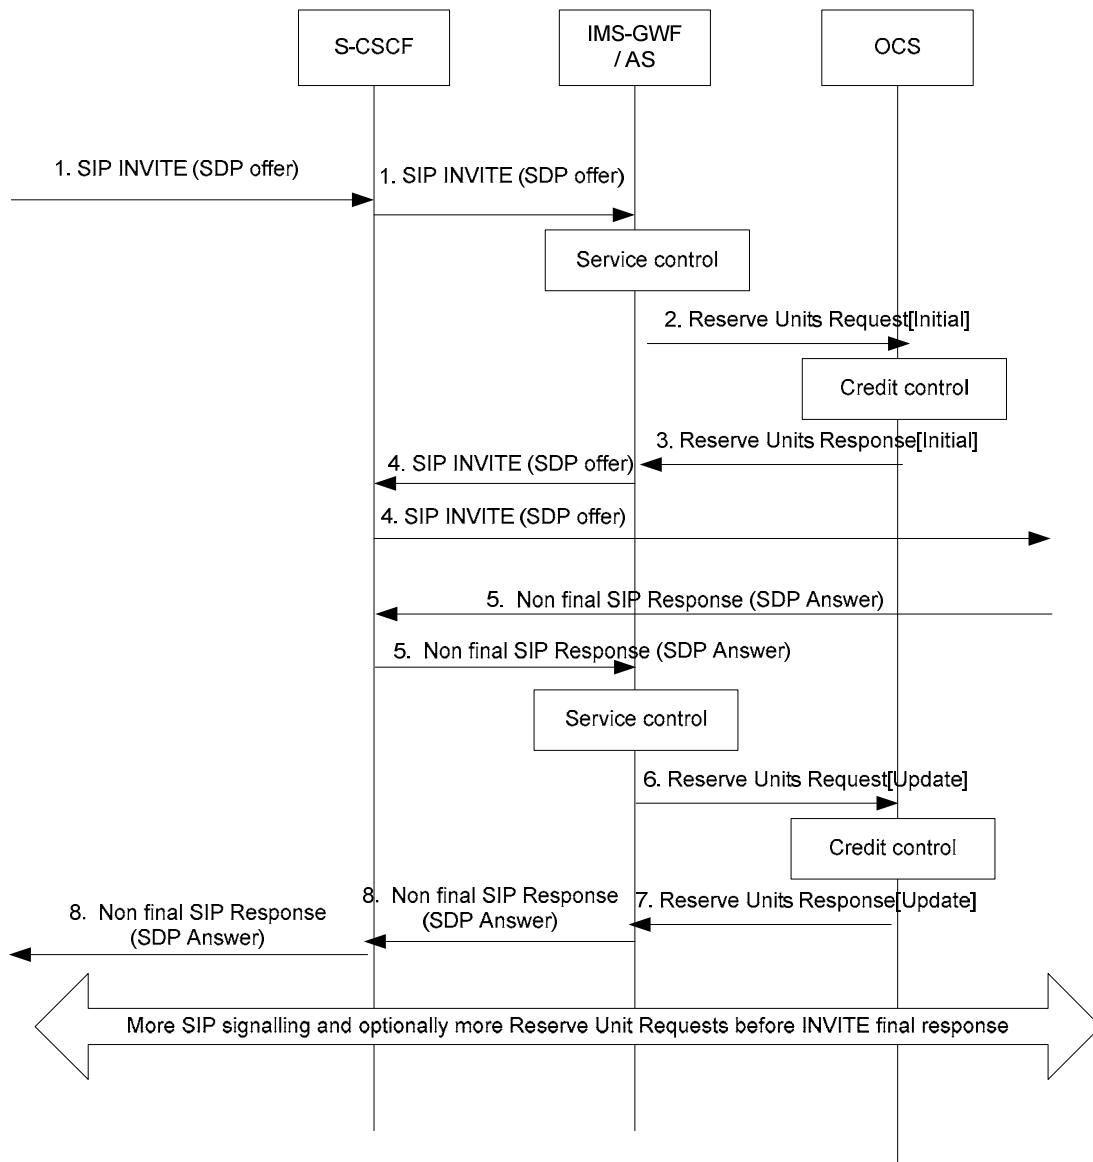 S-CSCF
IMS-GWF
/ AS
OCS
1. SIP INVITE (SDP offer)
1. SIP INVITE (SDP offer)
Service control
2. Reserve Units Request[Initial]
Credit control
3. Reserve Units Response[Initial]
4. SIP INVITE (SDP offer)
4. SIP INVITE (SDP offer)
5. Non final SIP Response (SDP Answer)
5. Non final SIP Response (SDP Answer)
Service control
6. Reserve Units Request[Update]
Credit control
7. Reserve Units Response[Update]
8. Non final SIP Response
(SDP Answer)
8. Non final SIP Response
(SDP Answer)
More SIP signalling and optionally more Reserve Unit Requests before INVITE final response